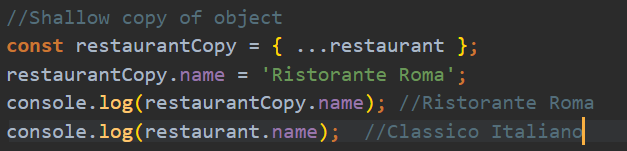 //Shallow copy of object
const restaurantCopy = { ...restaurant };
restaurantCopy.name = 'Ristorante Roma';
console.log(restaurantCopy.name); //Ristorante Roma
console.log(restaurant.name);  //Classico Italiano